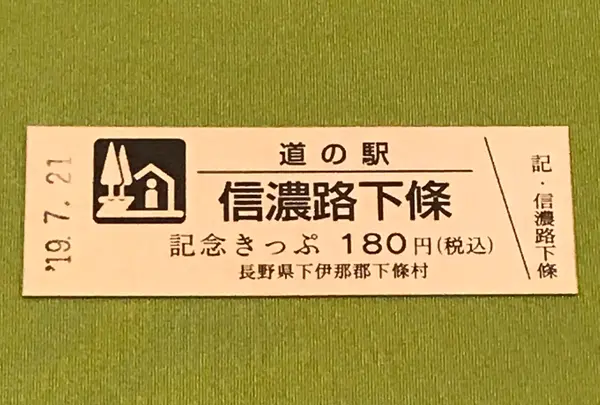 '19.7.21
道の駅
信濃路下條
記念きっぷ 180円(税込)
長野県下伊那郡下條村
記・信濃路下條